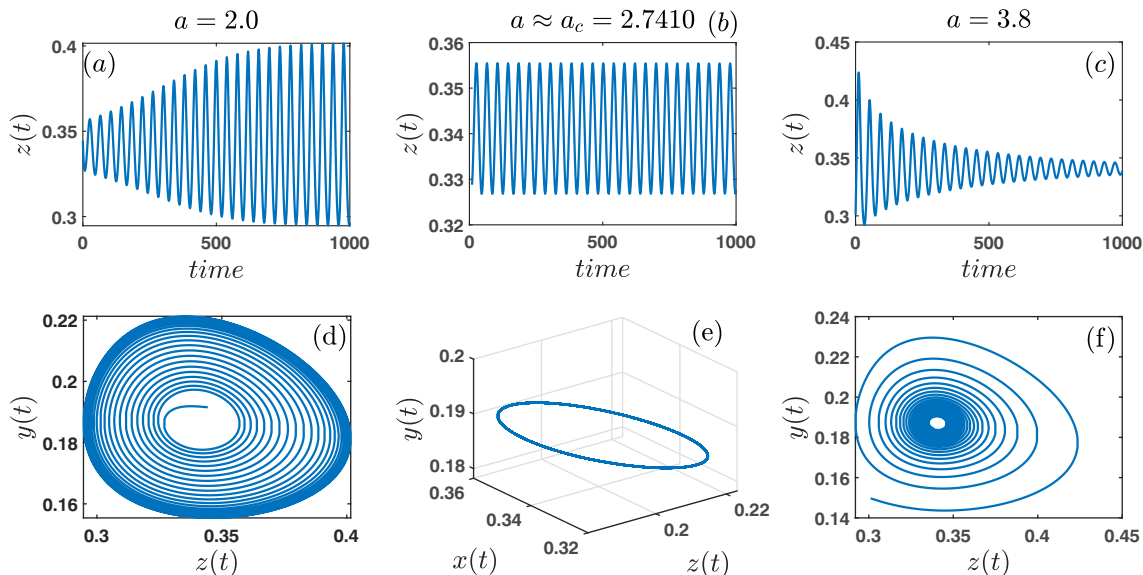 a = 2.0
a ≈ a_c = 2.7410
a = 3.8
(a)
0.4
0.35
0.3
z(t)
0
500
1000
time
(b)
0.36
0.35
0.34
0.33
0.32
z(t)
0
500
1000
time
(c)
0.45
0.4
0.35
0.3
z(t)
0
500
1000
time
(d)
0.22
0.2
0.18
0.16
y(t)
0.3
0.35
0.4
z(t)
(e)
0.2
0.19
0.18
y(t)
0.36
0.34
0.32
x(t)
0.2
0.22
z(t)
(f)
0.24
0.22
0.2
0.18
0.16
0.14
y(t)
0.3
0.35
0.4
0.45
z(t)